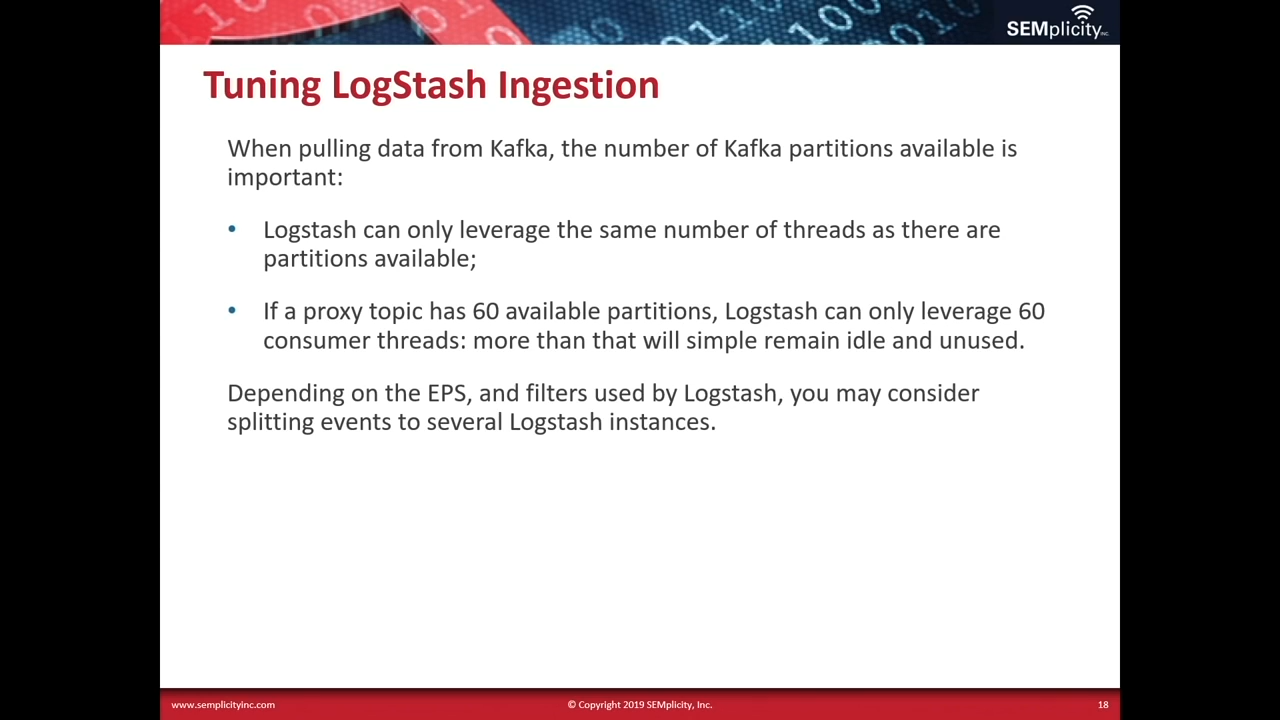 SEMplicity INC.
Tuning LogStash Ingestion
When pulling data from Kafka, the number of Kafka partitions available is
important:
• Logstash can only leverage the same number of threads as there are
partitions available;
• If a proxy topic has 60 available partitions, Logstash can only leverage 60
consumer threads: more than that will simple remain idle and unused.
Depending on the EPS, and filters used by Logstash, you may consider
splitting events to several Logstash instances.
www.semplicityinc.com
© Copyright 2019 SEMplicity, Inc.
18